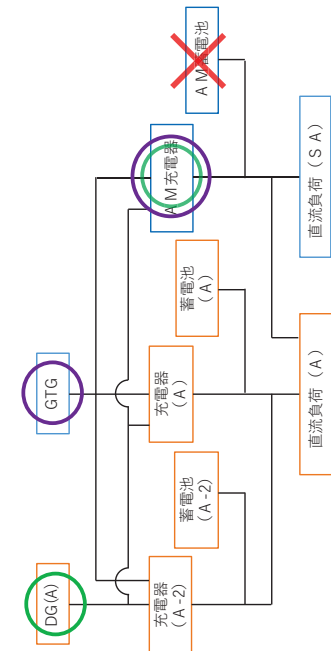 DG(A)
GTG
充電器
(A-2)
蓄電池
(A-2)
充電器
(A)
蓄電池
(A)
AM充電器
AM蓄電池
直流負荷(A)
直流負荷(SA)